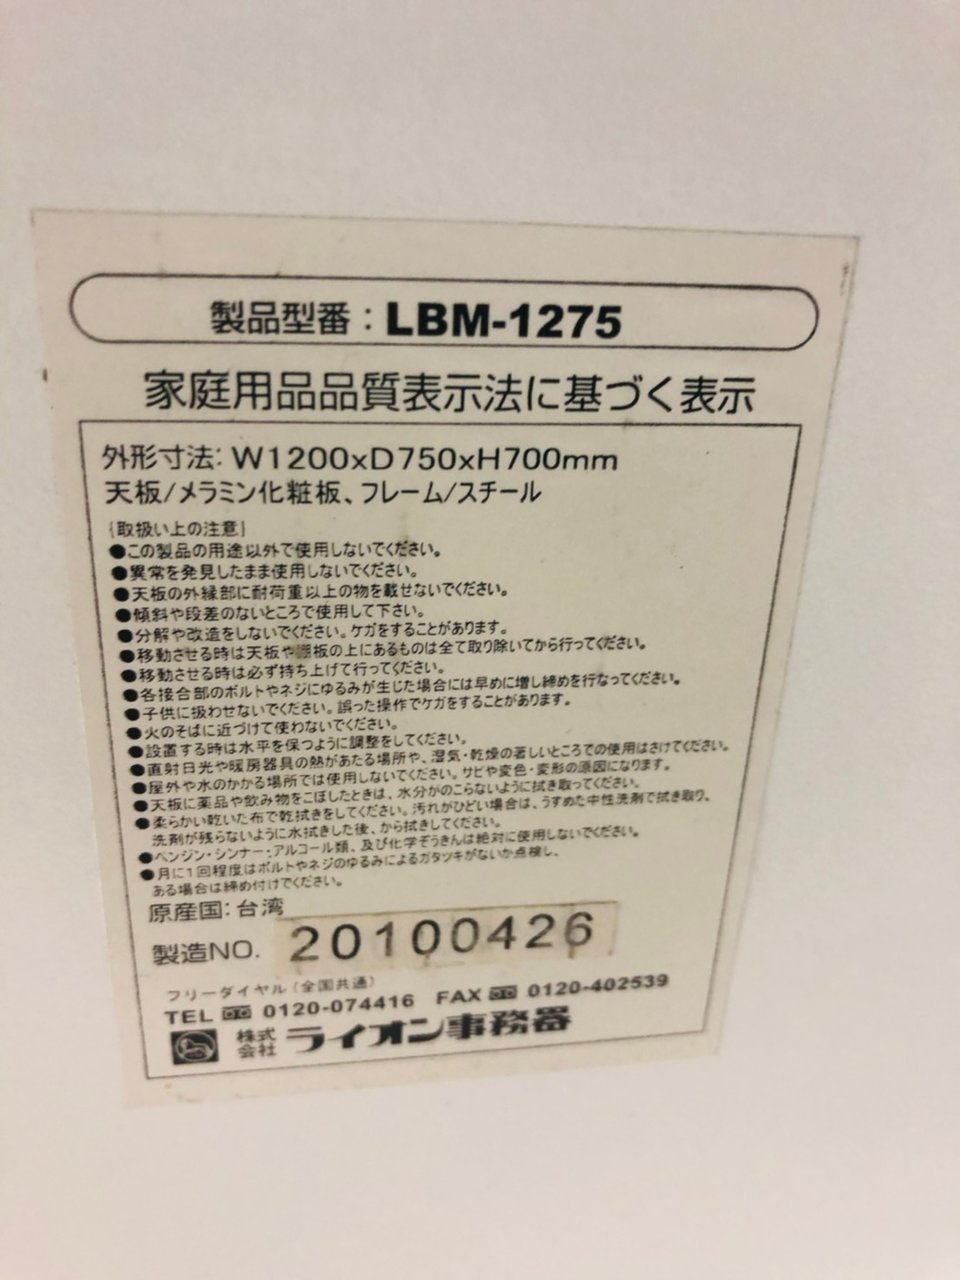 製品型番：LBM-1275
家庭用品品質表示法に基づく表示
外形寸法：W1200xD750xH700mm
天板/メラミン化粧板、フレーム/スチール
[取扱い上の注意]
●この製品の用途以外で使用しないでください。
●異常を発見したまま使用しないでください。
●天板の外縁部に耐荷重以上の物を載せないでください。
●傾斜や段差のないところで使用して下さい。
●分解や改造をしないでください。ケガをすることがあります。
●移動させる時は天板や棚板の上にあるものは全て取り除いてから行ってください。
●移動させる時は必ず持ち上げて行ってください。
●各接合部のボルトやネジにゆるみが生じた場合には早めに増し締めを行なってください。
●子供に扱わせないでください。誤った操作でケガをすることがあります。
●火のそばに近づけて使わないでください。
●設置する時は水平を保つように調整をしてください。
●直射日光や暖房器具の熱があたる場所や、湿気・乾燥の著しいところでの使用はさけてください。
●屋外や水のかかる場所では使用しないでください。サビや変色・変形の原因になります。
●天板に薬品や飲み物をこぼしたときは、水分がのこらないように拭き取ってください。
●柔らかい乾いた布で乾拭きをしてください。汚れがひどい場合は、うすめた中性洗剤で拭き取り、
洗剤が残らないように水拭きした後、から拭きしてください。
●ベンジン・シンナー・アルコール類、及び化学ぞうきんは絶対に使用しないでください。
●月に1回程度はボルトやネジのゆるみによるガタツキがないか点検し、
ある場合は締め付けてください。
原産国：台湾
製造NO. 20100426
フリーダイヤル（全国共通）
TEL 0120-074416 FAX 0120-402539
株式会社 ライオン事務器